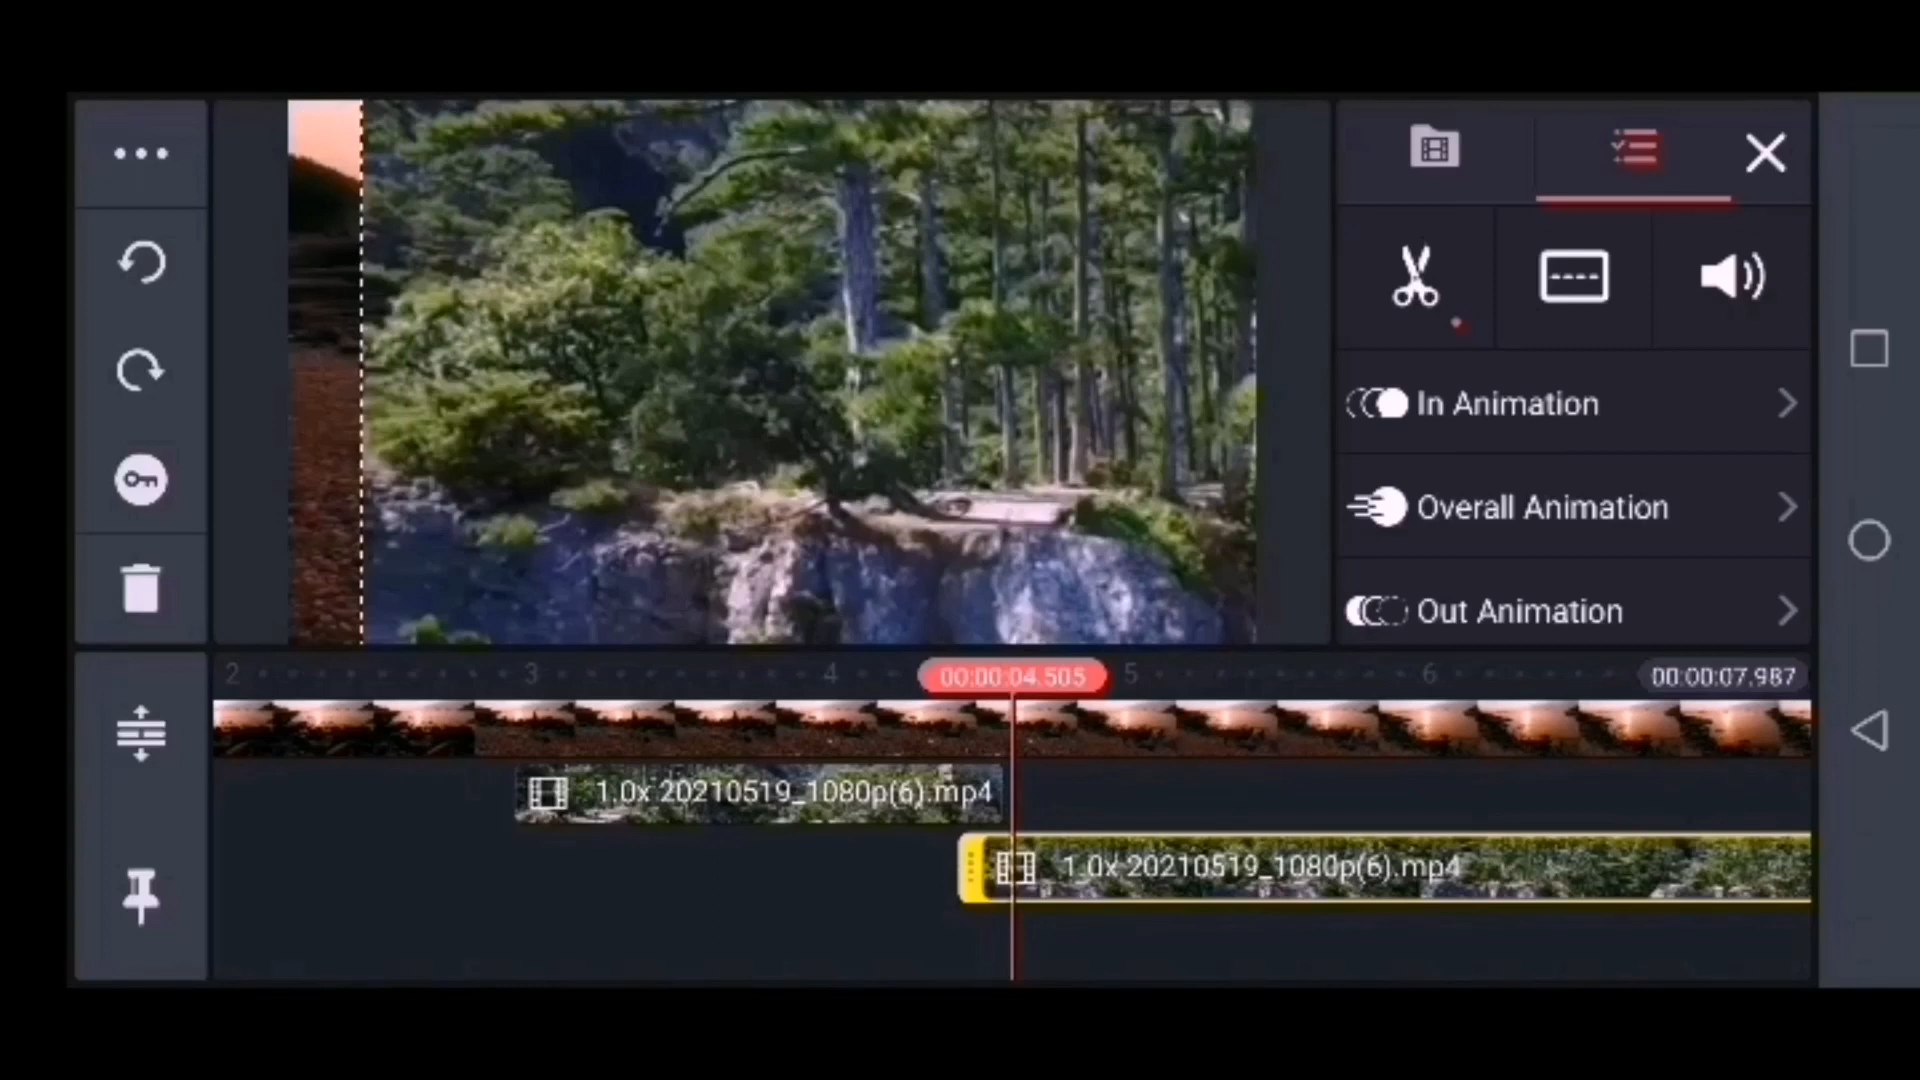 In Animation
Overall Animation
Out Animation
2 3 4 00:00:04.505 5 6 00:00:07.987
1.0x 20210519_1080p(6).mp4
1.0x 20210519_1080p(6).mp4